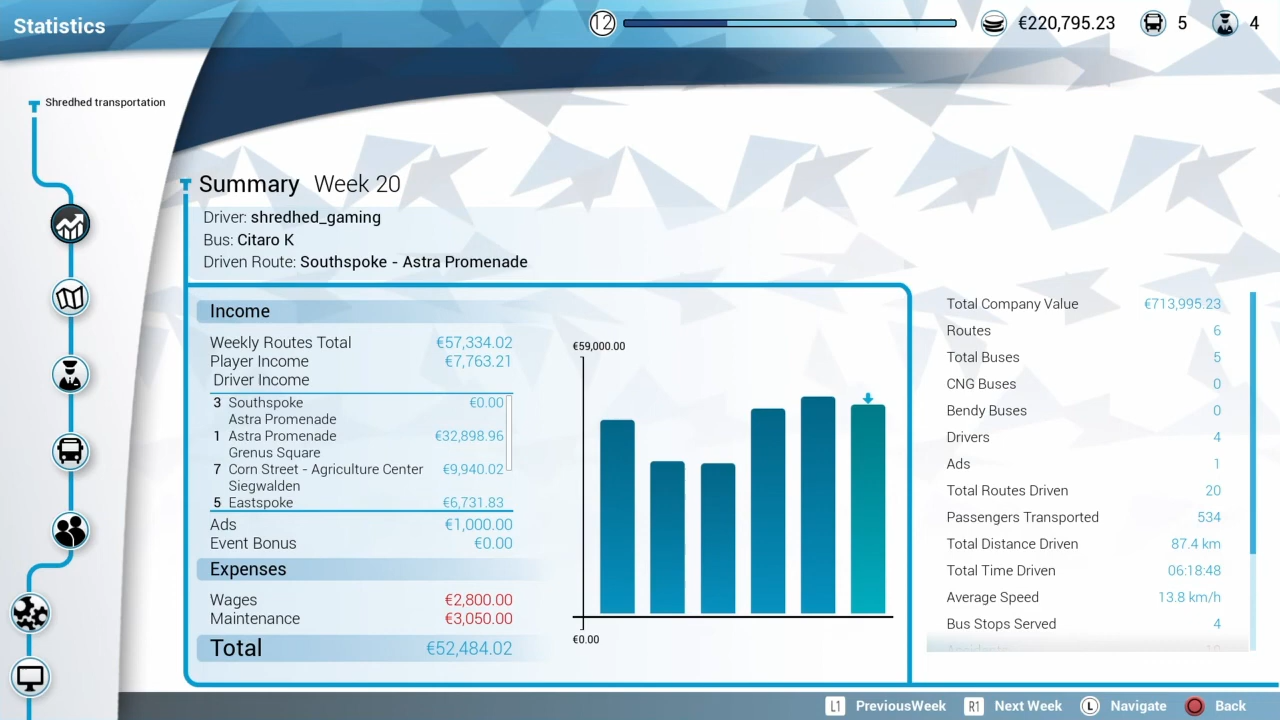 Statistics
12
€220,795.23
5
4
Shredhed transportation
Summary Week 20
Driver: shredhed_gaming
Bus: Citaro K
Driven Route: Southspoke - Astra Promenade
Income
Weekly Routes Total €57,334.02
Player Income €7,763.21
Driver Income
3 Southspoke €0.00
Astra Promenade
1 Astra Promenade €32,898.96
Grenus Square
7 Corn Street - Agriculture Center €9,940.02
Siegwalden
5 Eastspoke €6,731.83
Ads €1,000.00
Event Bonus €0.00
Expenses
Wages €2,800.00
Maintenance €3,050.00
Total €52,484.02
€59,000.00
€0.00
Total Company Value €713,995.23
Routes 6
Total Buses 5
CNG Buses 0
Bendy Buses 0
Drivers 4
Ads 1
Total Routes Driven 20
Passengers Transported 534
Total Distance Driven 87.4 km
Total Time Driven 06:18:48
Average Speed 13.8 km/h
Bus Stops Served 4
L1 PreviousWeek R1 Next Week L Navigate Back